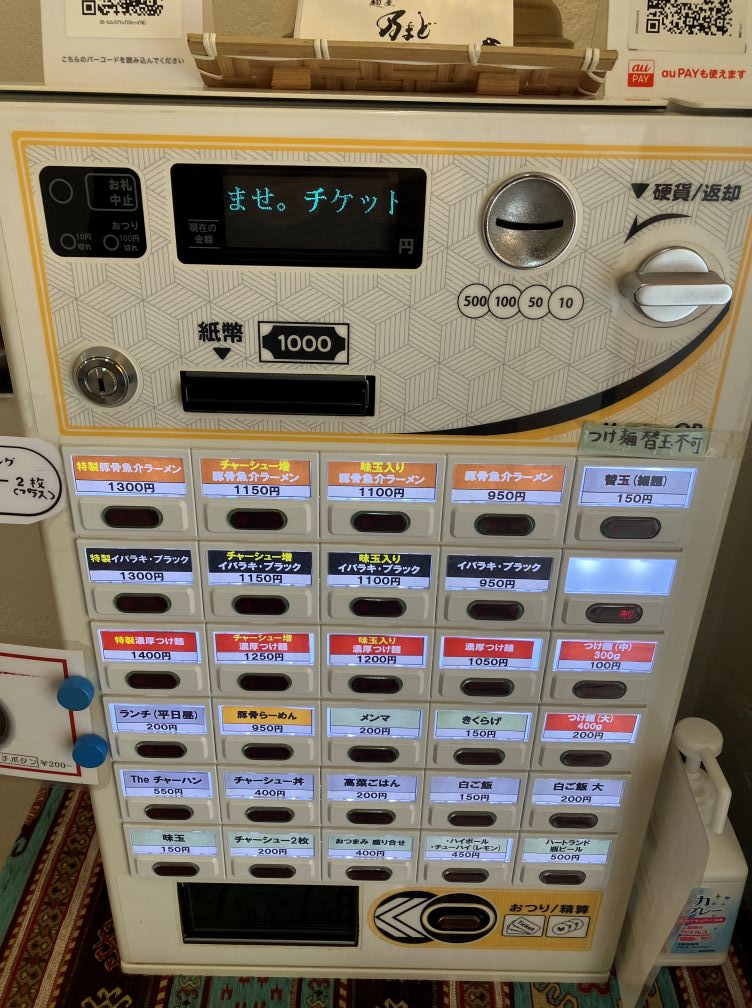 こちらのバーコードを読み込んでください
au
PAY
au PAYも使えます
お札
中止
おつり
10円
切れ
100円
切れ
ませ。チケット
現在の
金額
円
▼硬貨/返却
500 100 50 10
紙幣
▼
1000
つけ麺替玉不可
ング
ー2枚
(プラス)
特製豚骨魚介ラーメン
1300円
チャーシュー増
豚骨魚介ラーメン
1150円
味玉入り
豚骨魚介ラーメン
1100円
豚骨魚介ラーメン
950円
替玉(細麺)
150円
特製イバラキ・ブラック
1300円
チャーシュー増
イバラキ・ブラック
1150円
味玉入り
イバラキ・ブラック
1100円
イバラキ・ブラック
950円
特製濃厚つけ麺
1400円
チャーシュー増
濃厚つけ麺
1250円
味玉入り
濃厚つけ麺
1200円
濃厚つけ麺
1050円
つけ麺(中)
300g
100円
ランチ(平日昼)
200円
豚骨らーめん
950円
メンマ
200円
きくらげ
150円
つけ麺(大)
400g
200円
The チャーハン
550円
チャーシュー丼
400円
高菜ごはん
200円
白ご飯
150円
白ご飯 大
200円
味玉
150円
チャーシュー2枚
200円
おつまみ 盛り合せ
400円
・ハイボール
・チューハイ(レモン)
450円
ハートランド
瓶ビール
500円
ボタン ¥200-
おつり/精算
Ticket